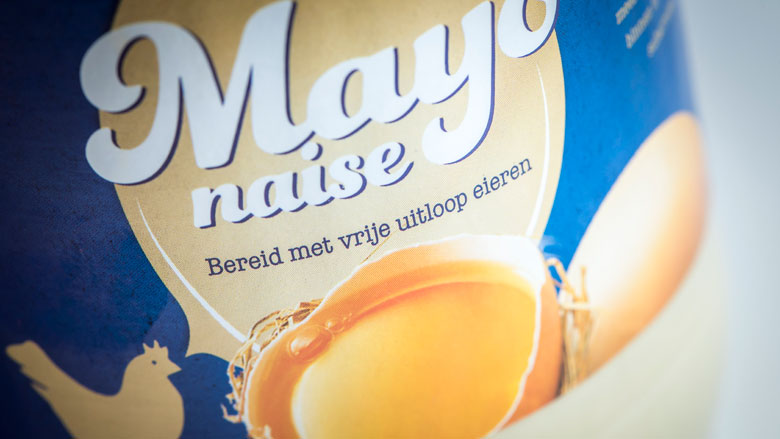 Mayo
naise
Bereid met vrije uitloop eieren